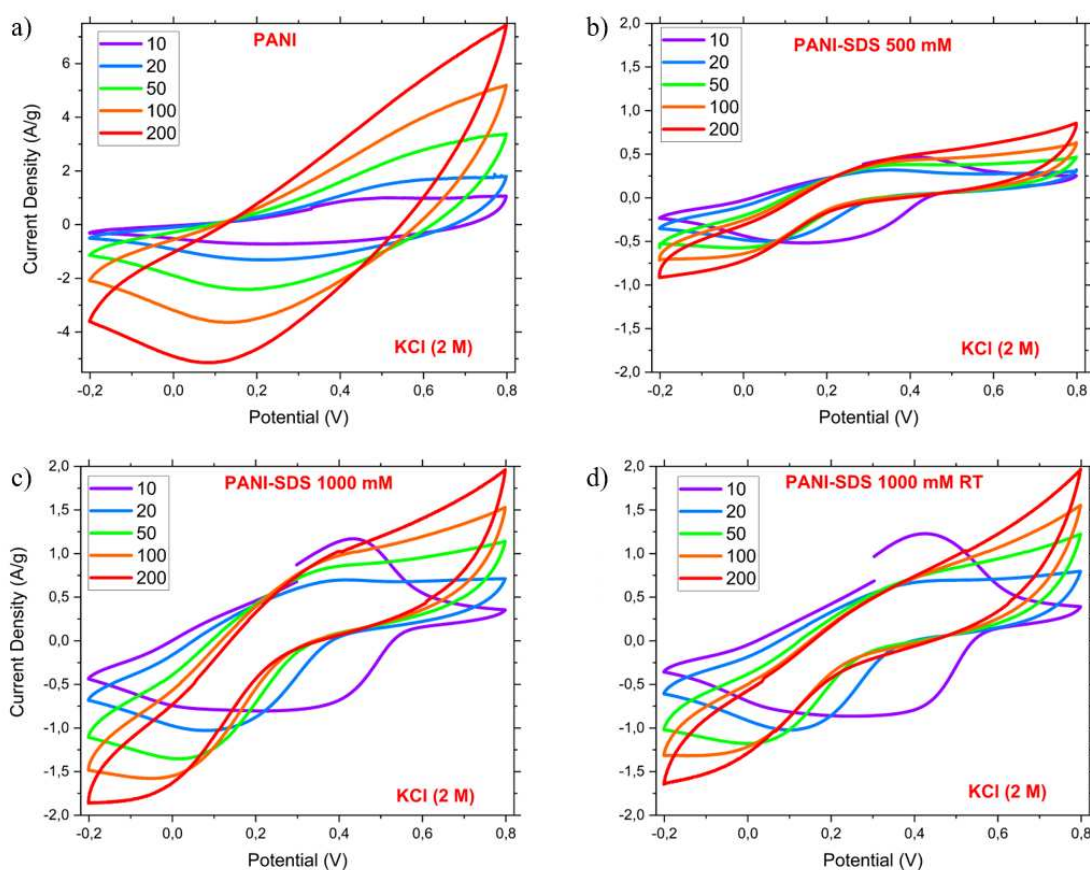 a)
PANI
10
20
50
100
200
6
4
2
0
-2
-4
Current Density (A/g)
KCl (2 M)
-0,2 0,0 0,2 0,4 0,6 0,8
Potential (V)
b)
PANI-SDS 500 mM
10
20
50
100
200
2,0
1,5
1,0
0,5
0,0
-0,5
-1,0
-1,5
-2,0
KCl (2 M)
-0,2 0,0 0,2 0,4 0,6 0,8
Potential (V)
c)
PANI-SDS 1000 mM
10
20
50
100
200
2,0
1,5
1,0
0,5
0,0
-0,5
-1,0
-1,5
-2,0
Current Density (A/g)
KCl (2 M)
-0,2 0,0 0,2 0,4 0,6 0,8
Potential (V)
d)
PANI-SDS 1000 mM RT
10
20
50
100
200
2,0
1,5
1,0
0,5
0,0
-0,5
-1,0
-1,5
-2,0
KCl (2 M)
-0,2 0,0 0,2 0,4 0,6 0,8
Potential (V)